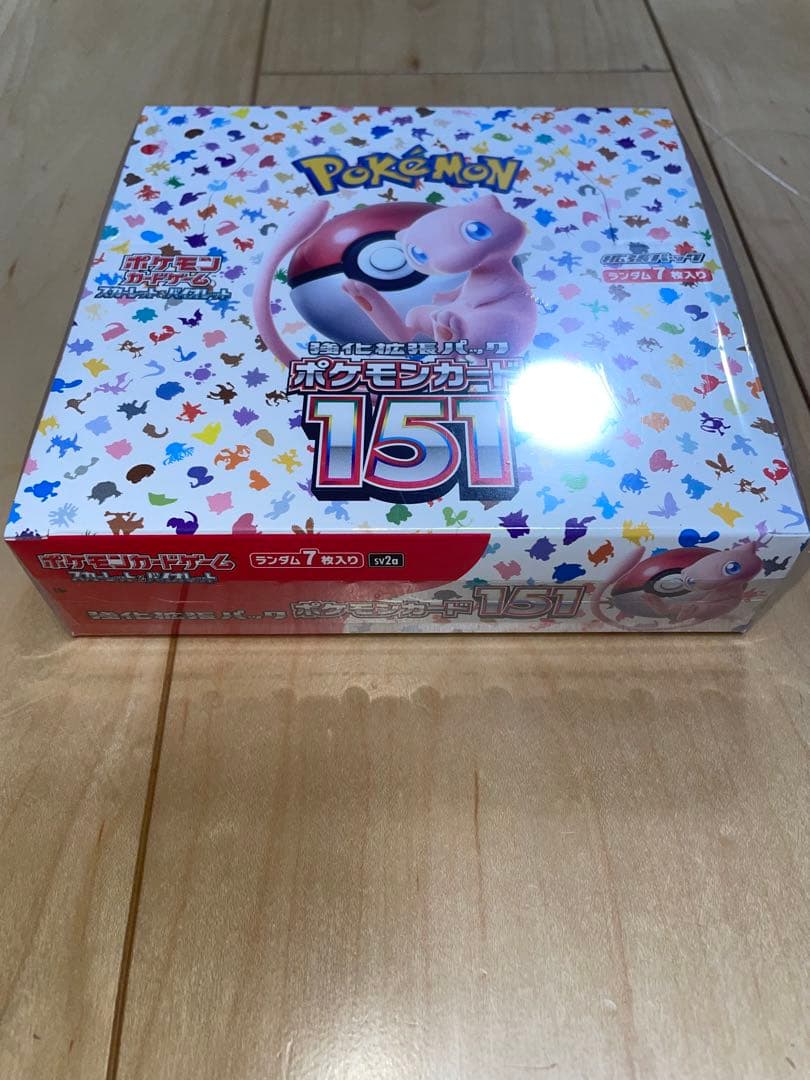 POKéMON
ポケモン
カードゲーム
スカーレット&バイオレット
拡張パック
ランダム7枚入り
強化拡張パック
ポケモンカード
151
ポケモンカードゲーム
スカーレット&バイオレット
ランダム7枚入り
sv2a
強化拡張パック ポケモンカード151